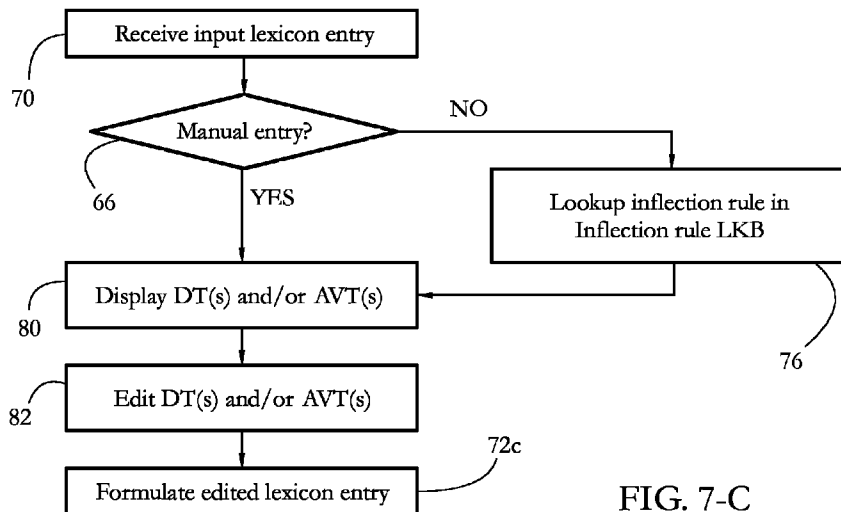 Receive input lexicon entry
70
Manual entry?
NO
66
YES
Lookup inflection rule in
Inflection rule LKB
Display DT(s) and/or AVT(s)
80
76
Edit DT(s) and/or AVT(s)
82
72c
Formulate edited lexicon entry
FIG. 7-C